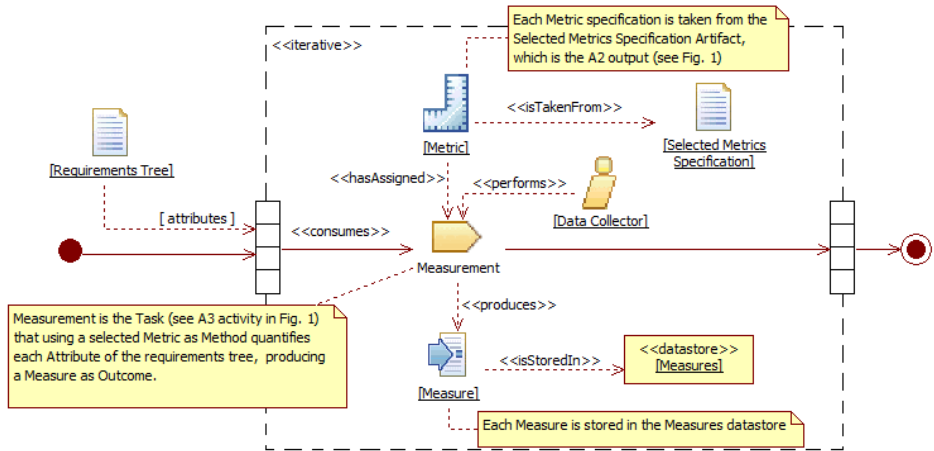 Each Metric specification is taken from the
Selected Metrics Specification Artifact,
which is the A2 output (see Fig. 1)
<<iterative>>
<<isTakenFrom>>
[Metric]
[Selected Metrics
Specification]
[Requirements Tree]
<<hasAssigned>>
<<performs>>
[Data Collector]
[ attributes ]
<<consumes>>
Measurement
Measurement is the Task (see A3 activity in Fig. 1)
that using a selected Metric as Method quantifies
each Attribute of the requirements tree, producing
a Measure as Outcome.
<<produces>>
<<isStoredIn>>
<<datastore>>
[Measures]
[Measure]
Each Measure is stored in the Measures datastore